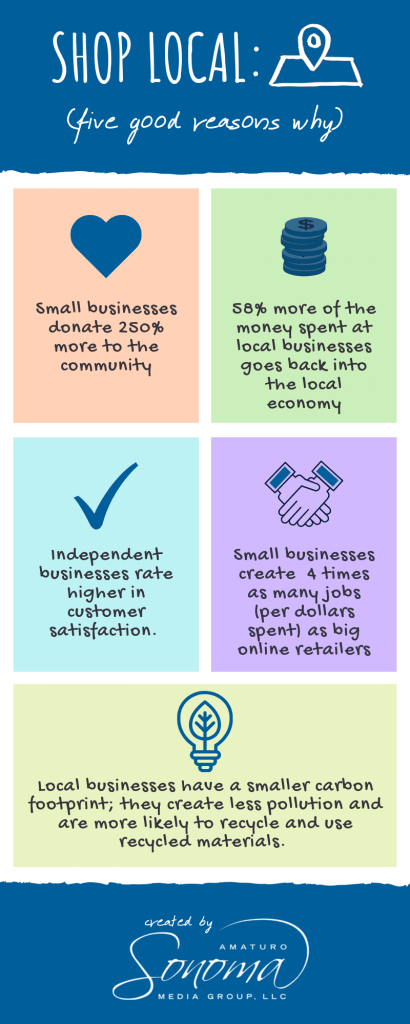 SHOP LOCAL:
(five good reasons why)
Small businesses
donate 250%
more to the
community
$
58% more of the
money spent at
local businesses
goes back into
the local
economy
Independent
businesses rate
higher in
customer
satisfaction.
Small businesses
create 4 times
as many jobs
(per dollars
spent) as big
online retailers
Local businesses have a smaller carbon
footprint; they create less pollution and
are more likely to recycle and use
recycled materials.
created by
AMATURO
Sonoma
MEDIA GROUP, LLC